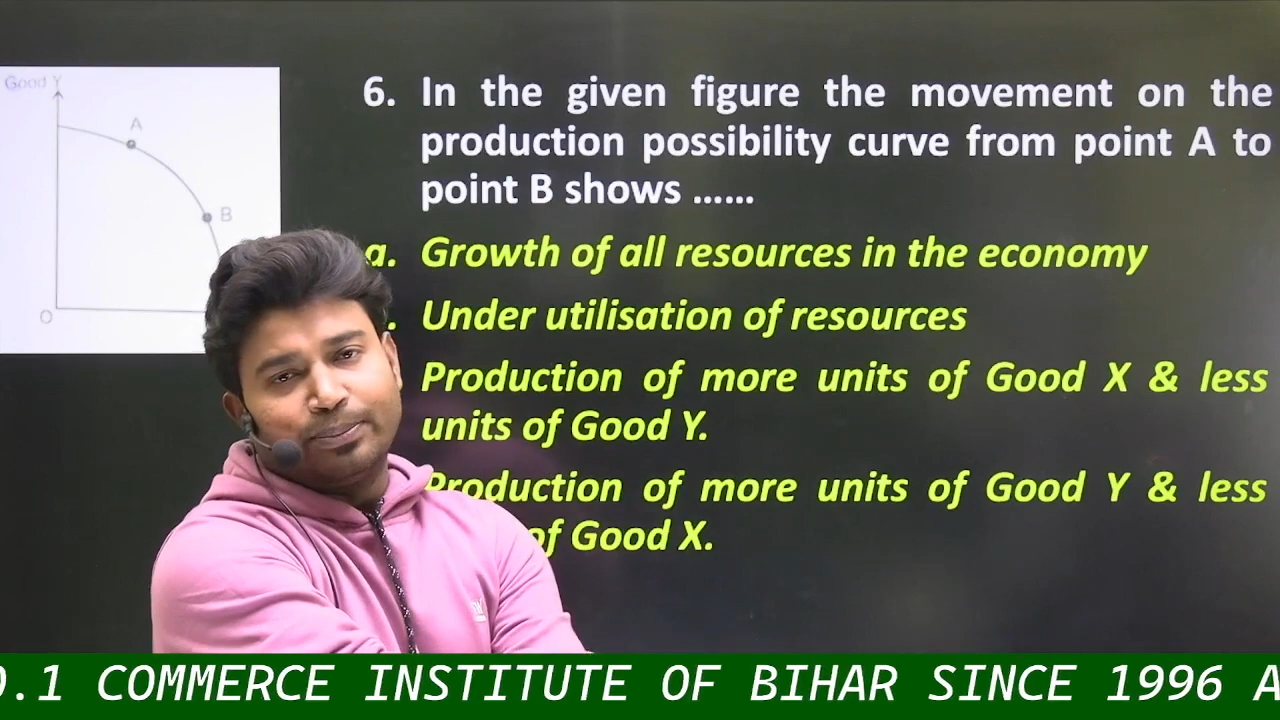 Good Y
A
B
O
6. In the given figure the movement on the
production possibility curve from point A to
point B shows ......
a. Growth of all resources in the economy
. Under utilisation of resources
Production of more units of Good X & less
units of Good Y.
Production of more units of Good Y & less
of Good X.
.1 COMMERCE INSTITUTE OF BIHAR SINCE 1996 A